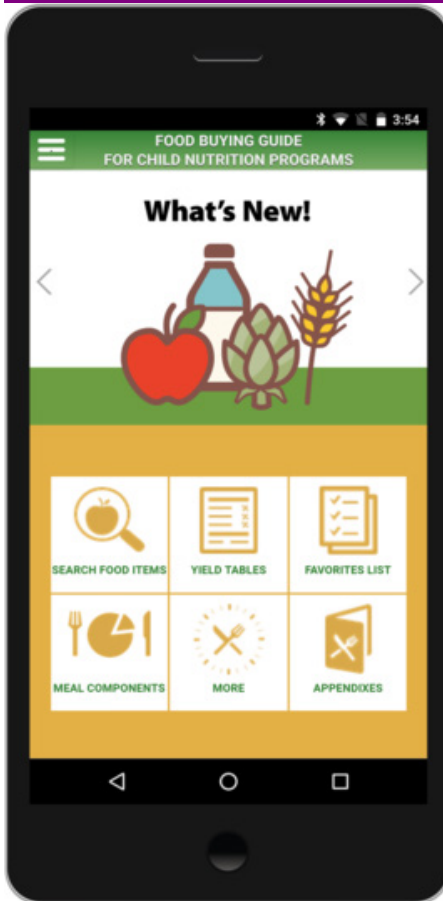 3:54
FOOD BUYING GUIDE
FOR CHILD NUTRITION PROGRAMS
What's New!
SEARCH FOOD ITEMS
YIELD TABLES
FAVORITES LIST
MEAL COMPONENTS
MORE
APPENDIXES